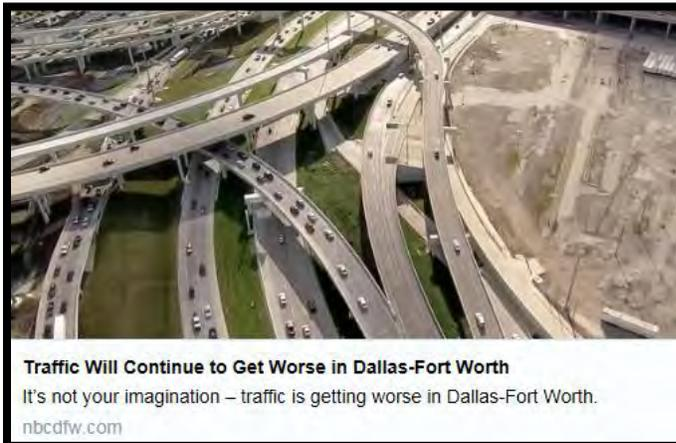 Traffic Will Continue to Get Worse in Dallas-Fort Worth
It's not your imagination – traffic is getting worse in Dallas-Fort Worth.
nbcdfw.com